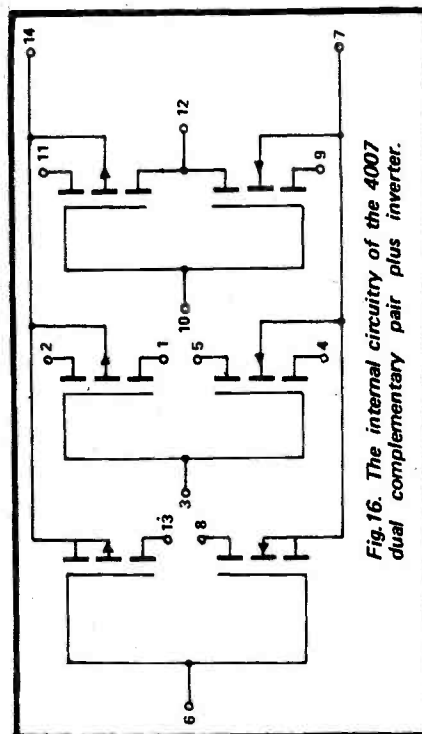 14
2 11
13 1
6 3 10 12
8 5
4 9
7
Fig.16. The internal circuitry of the 4007
dual complementary pair plus inverter.